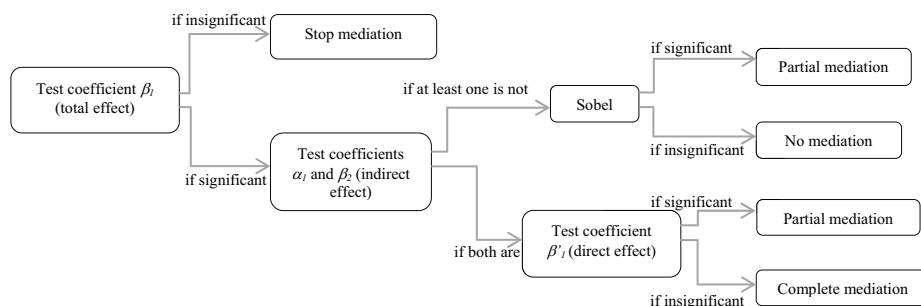 if insignificant
Stop mediation
Test coefficient β1
(total effect)
if significant
if at least one is not
Sobel
if significant
Partial mediation
if insignificant
No mediation
Test coefficients
α1 and β2 (indirect
effect)
if both are
Test coefficient
β'1 (direct effect)
if significant
Partial mediation
if insignificant
Complete mediation